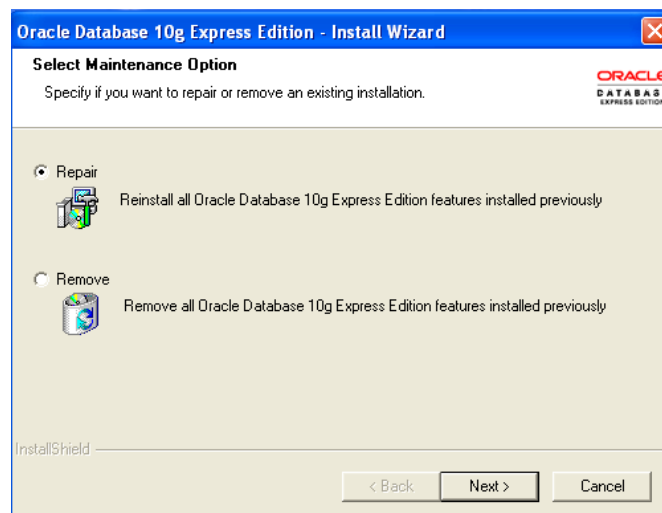 Oracle Database 10g Express Edition - Install Wizard
Select Maintenance Option
Specify if you want to repair or remove an existing installation.
ORACLE
DATABASE
EXPRESS EDITION
Repair
Reinstall all Oracle Database 10g Express Edition features installed previously
Remove
Remove all Oracle Database 10g Express Edition features installed previously
InstallShield
< Back
Next >
Cancel